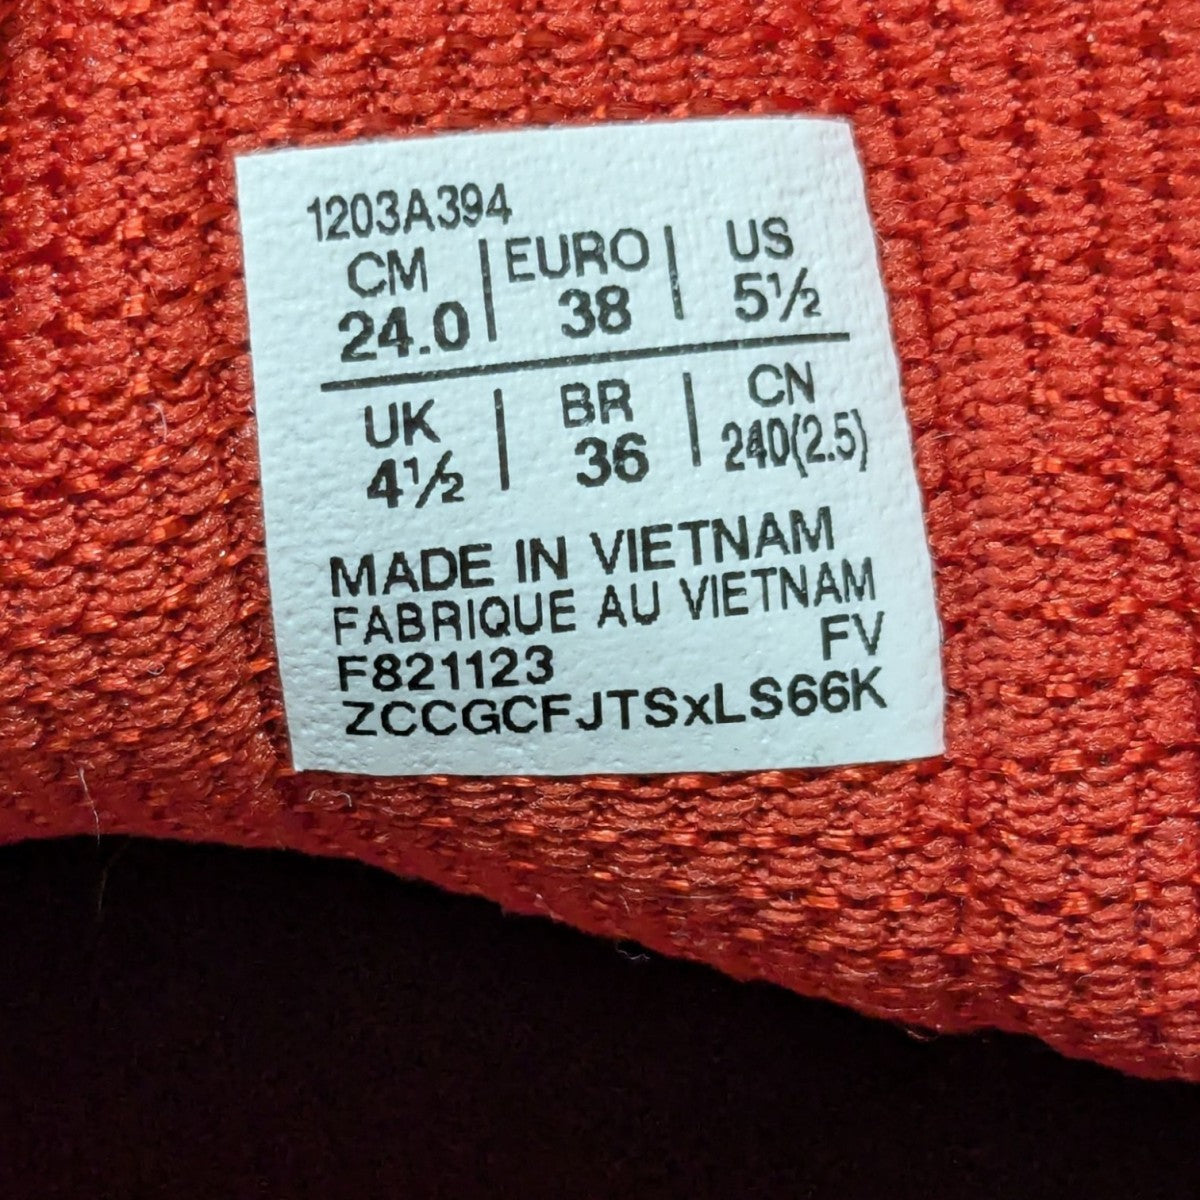 1203A394
CM | EURO | US
24.0 | 38 | 5½
UK | BR | CN
4½ | 36 | 240(2.5)
MADE IN VIETNAM
FABRIQUE AU VIETNAM
F821123 FV
ZCCGCFJTSxLS66K